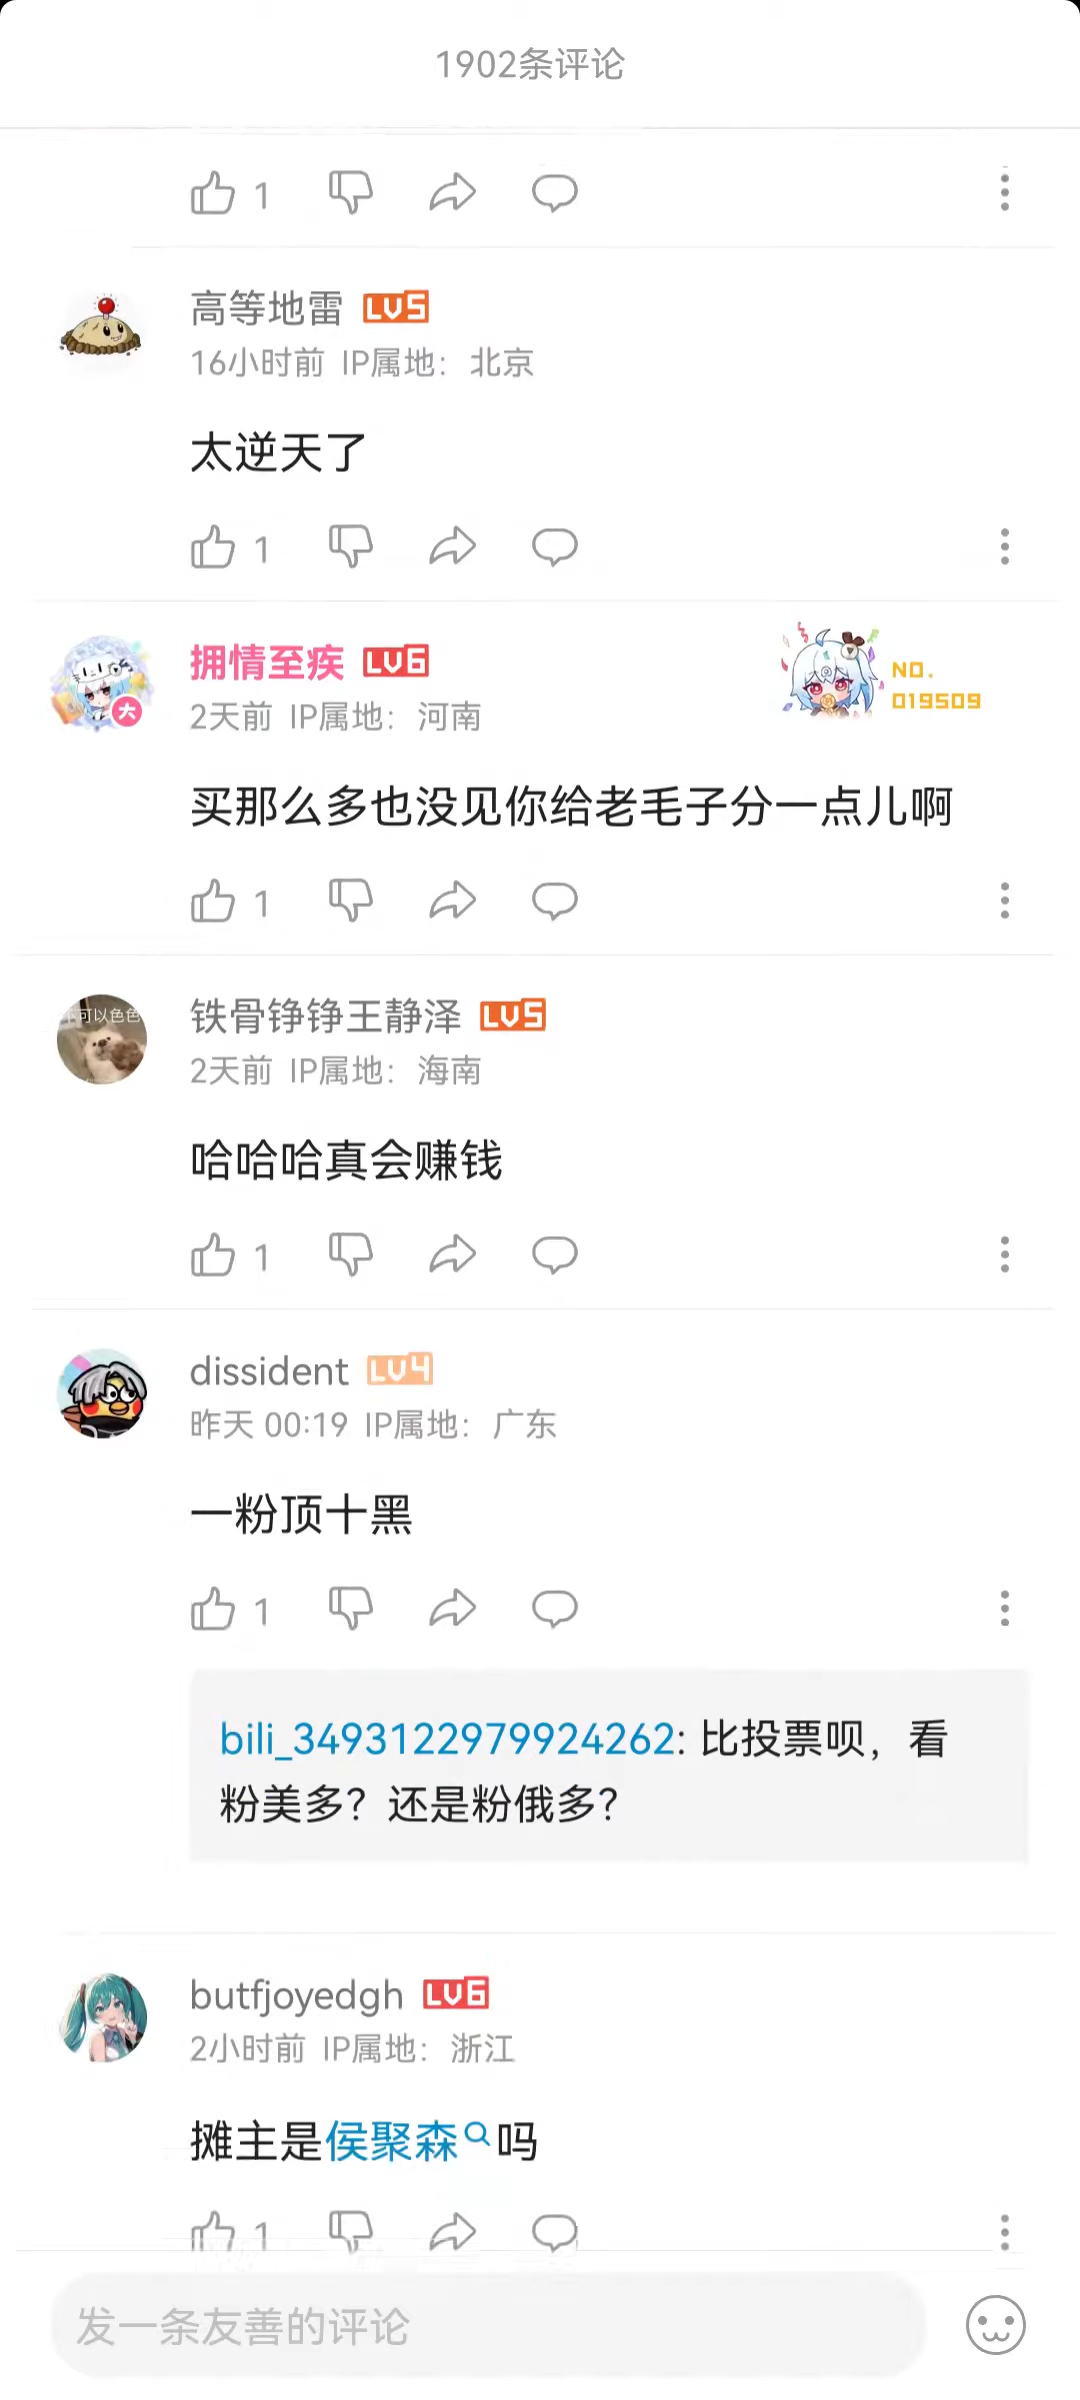 1902条评论
1
高等地雷 LV5
16小时前 IP属地：北京
太逆天了
1
拥情至疾 LV6
NO.
019509
大
2天前 IP属地：河南
买那么多也没见你给老毛子分一点儿啊
1
不可以色色
铁骨铮铮王静泽 LV5
2天前 IP属地：海南
哈哈哈真会赚钱
1
dissident LV4
昨天 00:19 IP属地：广东
一粉顶十黑
1
bili_3493122979924262: 比投票呗，看
粉美多？还是粉俄多？
butfjoyedgh LV6
2小时前 IP属地：浙江
摊主是侯聚森吗
1
发一条友善的评论